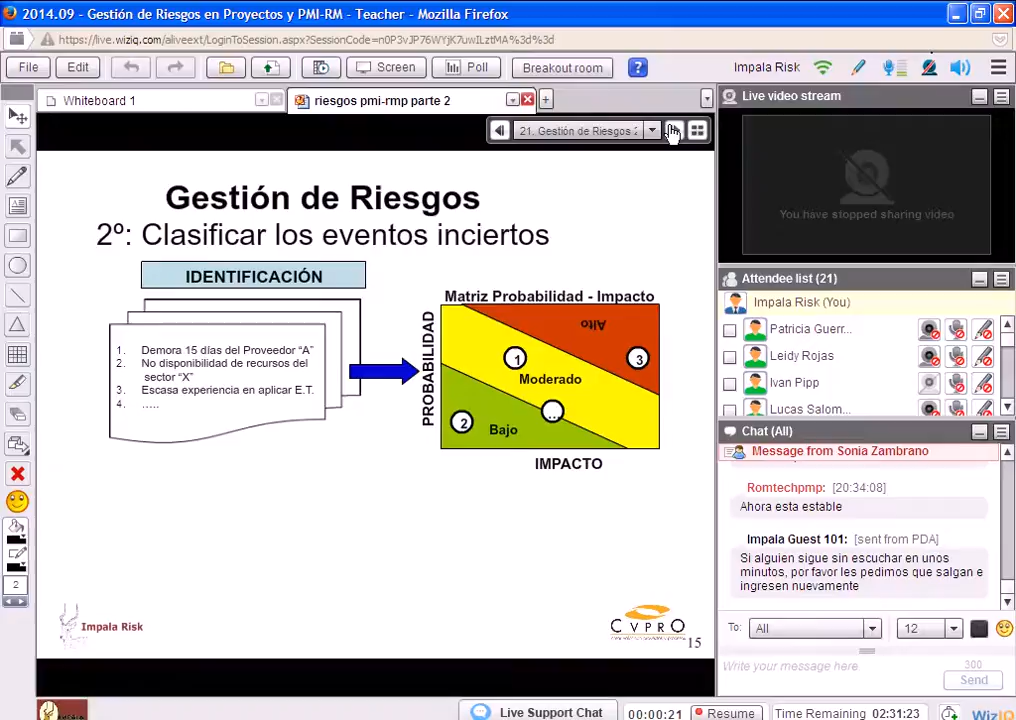 2014.09 - Gestión de Riesgos en Proyectos y PMI-RM - Teacher - Mozilla Firefox
https://live.wiziq.com/aliveext/LoginToSession.aspx?SessionCode=n0P3vJP76WYjK7uwILztMA%3d%3d
File Edit Screen Poll Breakout room ? Impala Risk
Whiteboard 1 riesgos pmi-rmp parte 2
21. Gestión de Riesgos 2
Gestión de Riesgos
2º: Clasificar los eventos inciertos
IDENTIFICACIÓN
1. Demora 15 días del Proveedor “A”
2. No disponibilidad de recursos del
sector “X”
3. Escasa experiencia en aplicar E.T.
4. .....
Matriz Probabilidad - Impacto
PROBABILIDAD
Alto
1
3
Moderado
...
2
Bajo
IMPACTO
Impala Risk
CVPRO
15
2
Live video stream
You have stopped sharing video
Attendee list (21)
Impala Risk (You)
Patricia Guerr...
Leidy Rojas
Ivan Pipp
Lucas Salom...
Chat (All)
Message from Sonia Zambrano
Romtechpmp: [20:34:08]
Ahora esta estable
Impala Guest 101: [sent from PDA]
Si alguien sigue sin escuchar en unos
minutos, por favor les pedimos que salgan e
ingresen nuevamente
To: All 12
Write your message here
300
Send
Live Support Chat 00:00:21 Resume Time Remaining 02:31:23 WizIQ